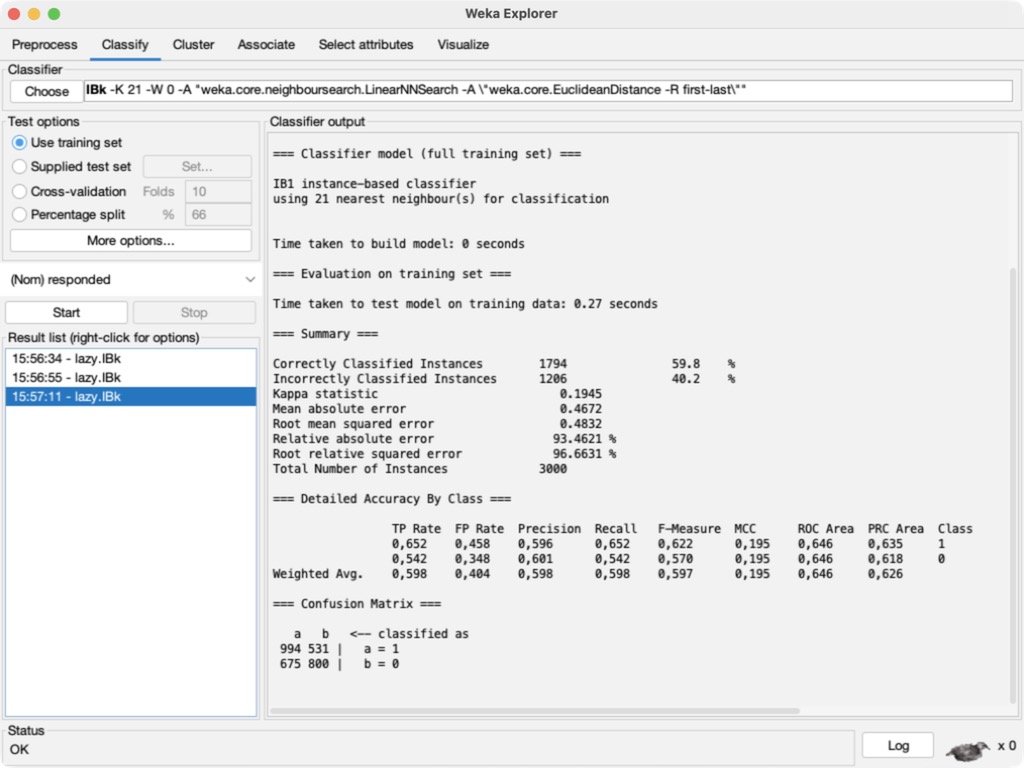 Weka Explorer
Preprocess Classify Cluster Associate Select attributes Visualize
Classifier
Choose IBk -K 21 -W 0 -A "weka.core.neighboursearch.LinearNNSearch -A \"weka.core.EuclideanDistance -R first-last\""
Test options
Use training set
Supplied test set Set...
Cross-validation Folds 10
Percentage split % 66
More options...
(Nom) responded
Start Stop
Result list (right-click for options)
15:56:34 - lazy.IBk
15:56:55 - lazy.IBk
15:57:11 - lazy.IBk
Classifier output
=== Classifier model (full training set) ===
IB1 instance-based classifier
using 21 nearest neighbour(s) for classification
Time taken to build model: 0 seconds
=== Evaluation on training set ===
Time taken to test model on training data: 0.27 seconds
=== Summary ===
Correctly Classified Instances 1794 59.8 %
Incorrectly Classified Instances 1206 40.2 %
Kappa statistic 0.1945
Mean absolute error 0.4672
Root mean squared error 0.4832
Relative absolute error 93.4621 %
Root relative squared error 96.6631 %
Total Number of Instances 3000
=== Detailed Accuracy By Class ===
TP Rate FP Rate Precision Recall F-Measure MCC ROC Area PRC Area Class
0,652 0,458 0,596 0,652 0,622 0,195 0,646 0,635 1
0,542 0,348 0,601 0,542 0,570 0,195 0,646 0,618 0
Weighted Avg. 0,598 0,404 0,598 0,598 0,597 0,195 0,646 0,626
=== Confusion Matrix ===
a b <-- classified as
994 531 | a = 1
675 800 | b = 0
Status
OK
Log x 0